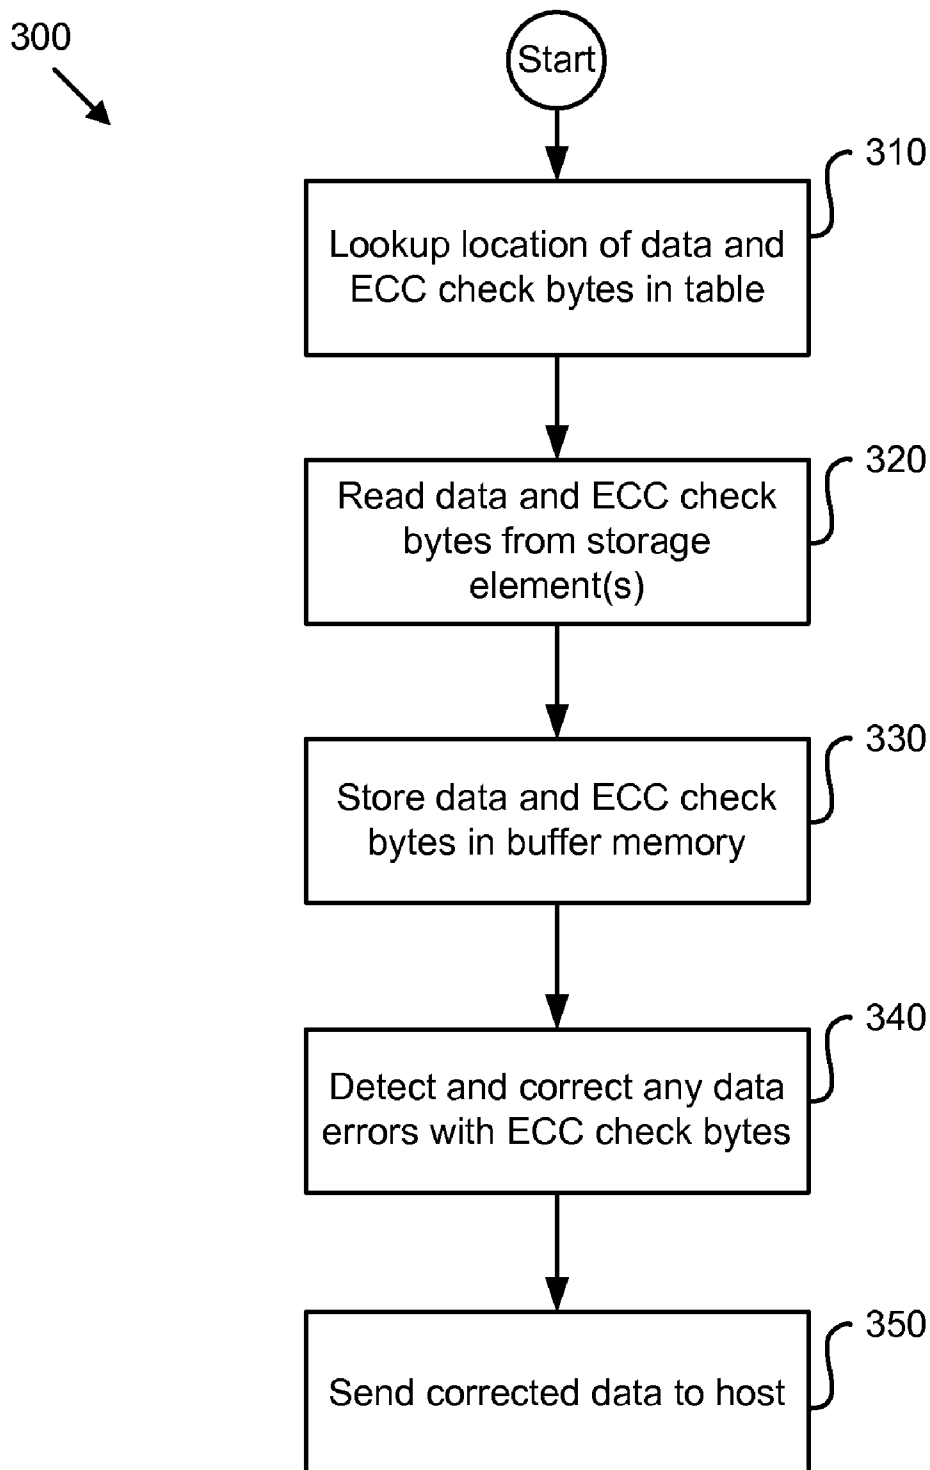 300
Start
310
Lookup location of data and
ECC check bytes in table
320
Read data and ECC check
bytes from storage
element(s)
330
Store data and ECC check
bytes in buffer memory
340
Detect and correct any data
errors with ECC check bytes
350
Send corrected data to host